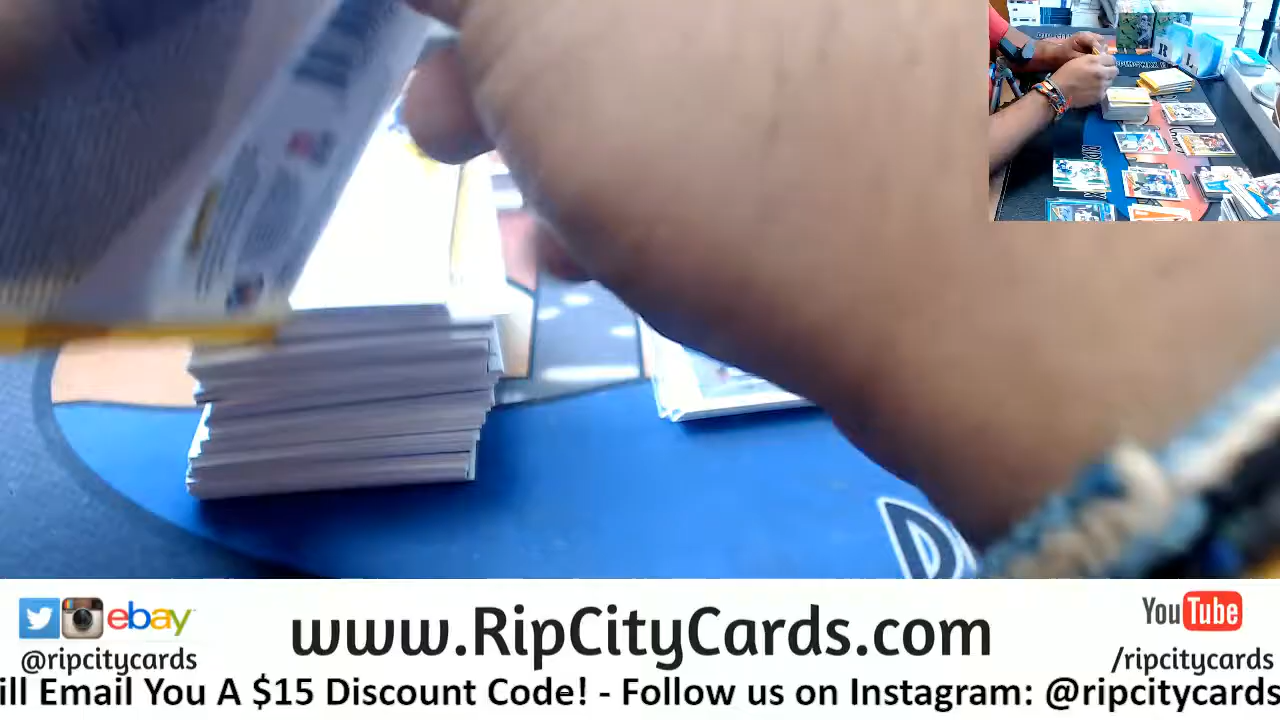 ebay
www.RipCityCards.com
YouTube
@ripcitycards
/ripcitycards
ill Email You A $15 Discount Code! - Follow us on Instagram: @ripcitycards